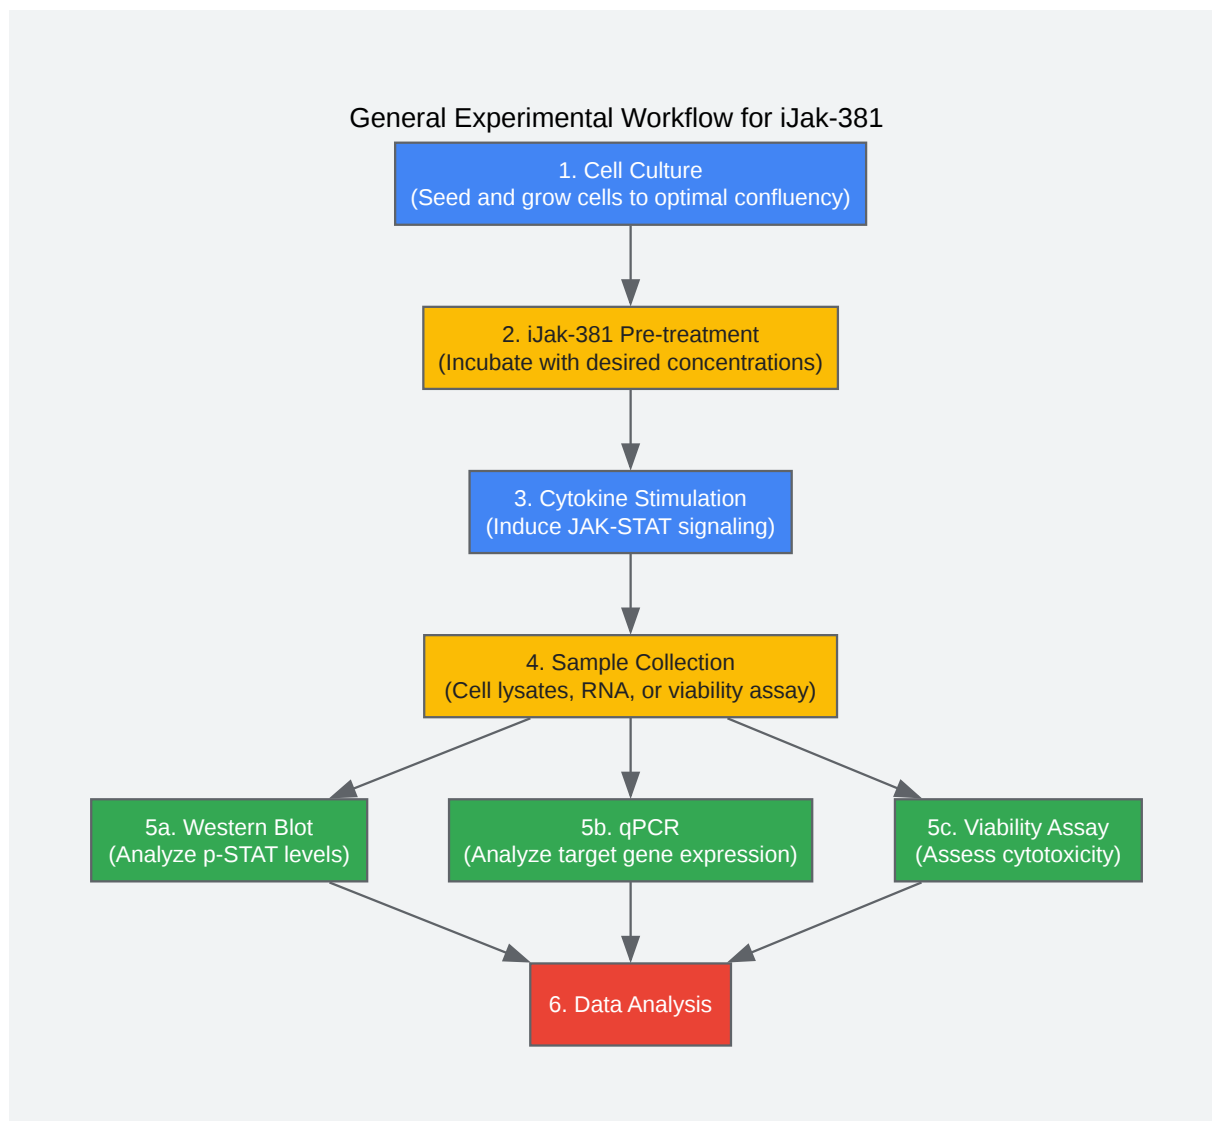 General Experimental Workflow for iJak-381
1. Cell Culture
(Seed and grow cells to optimal confluency)
2. iJak-381 Pre-treatment
(Incubate with desired concentrations)
3. Cytokine Stimulation
(Induce JAK-STAT signaling)
4. Sample Collection
(Cell lysates, RNA, or viability assay)
5a. Western Blot
(Analyze p-STAT levels)
5b. qPCR
(Analyze target gene expression)
5c. Viability Assay
(Assess cytotoxicity)
6. Data Analysis